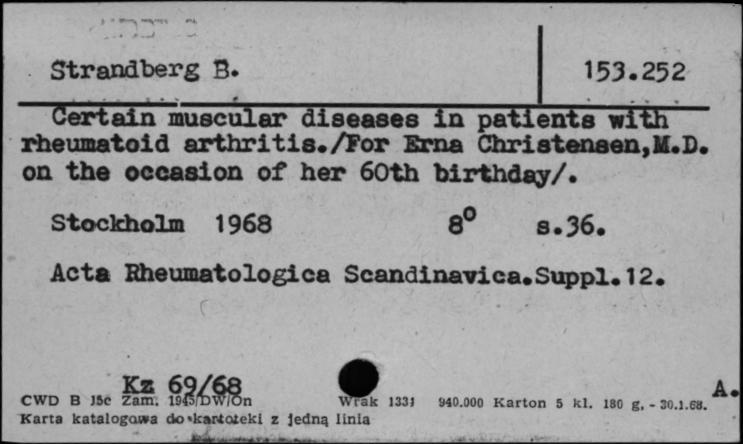 Strandberg B.
153.252
Certain muscular diseases in patients with
rheumatoid arthritis./For Erna Christensen,M.D.
on the occasion of her 60th birthday/.
Stockholm 1968 8° s.36.
Acta Rheumatologica Scandinavica.Suppl.12.
Kz 69/68
A.
CWD B 15c Zam. 1945/DW/On Wrak 1331 940.000 Karton 5 kl. 180 g. - 30.1.68.
Karta katalogowa do kartoteki z jedną linia